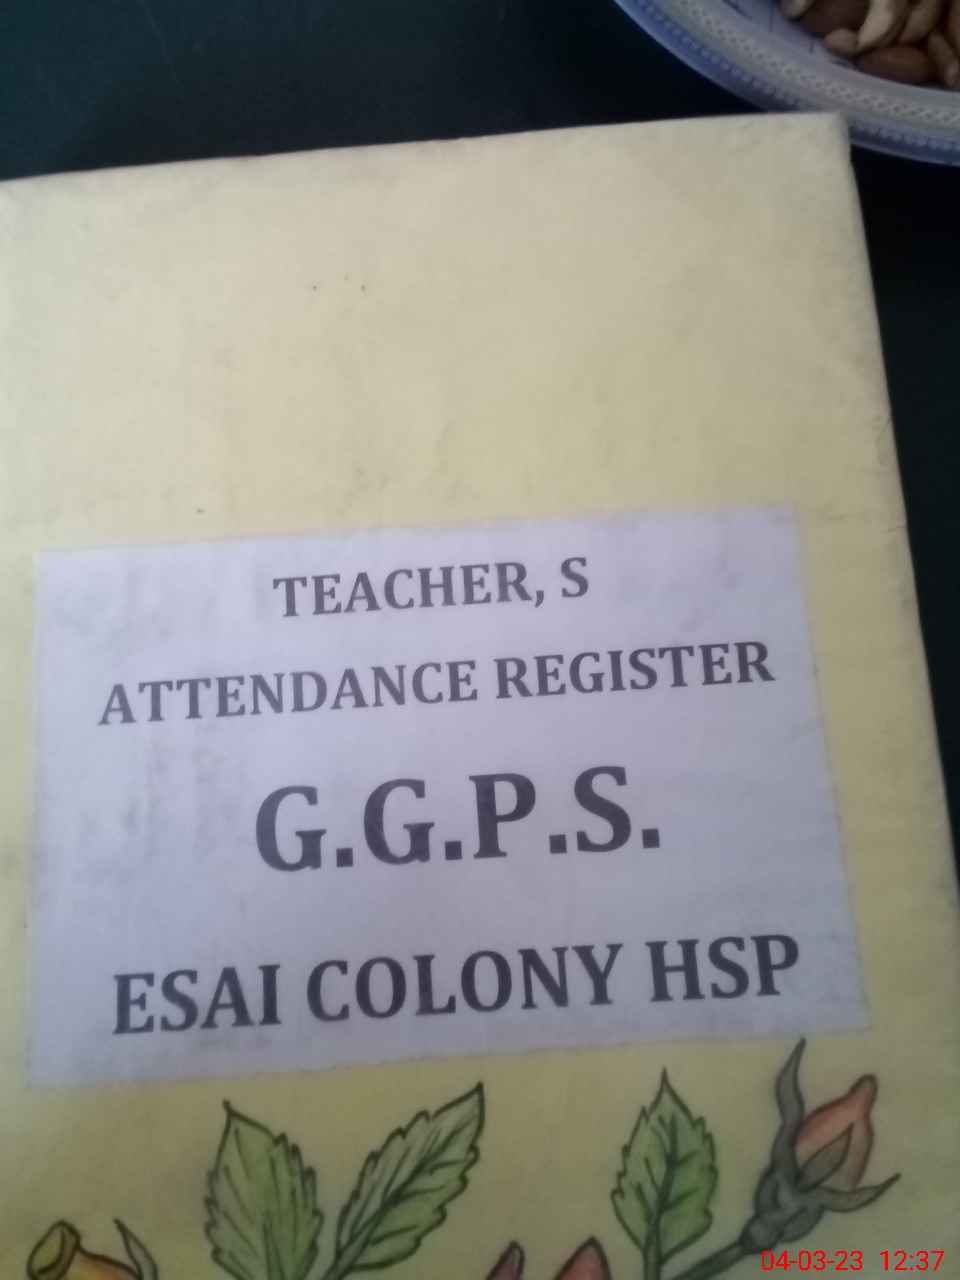 TEACHER, S
ATTENDANCE REGISTER
G.G.P.S.
ESAI COLONY HSP
04-03-23 12:37